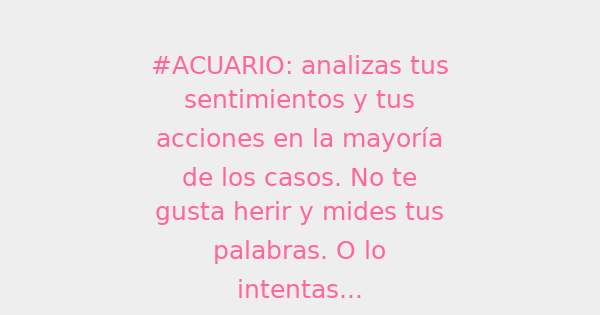 #ACUARIO: analizas tus
sentimientos y tus
acciones en la mayoría
de los casos. No te
gusta herir y mides tus
palabras. O lo
intentas...